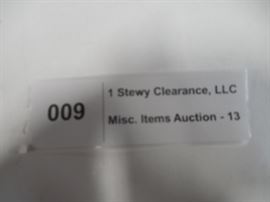 009
1 Stewy Clearance, LLC
Misc. Items Auction - 13